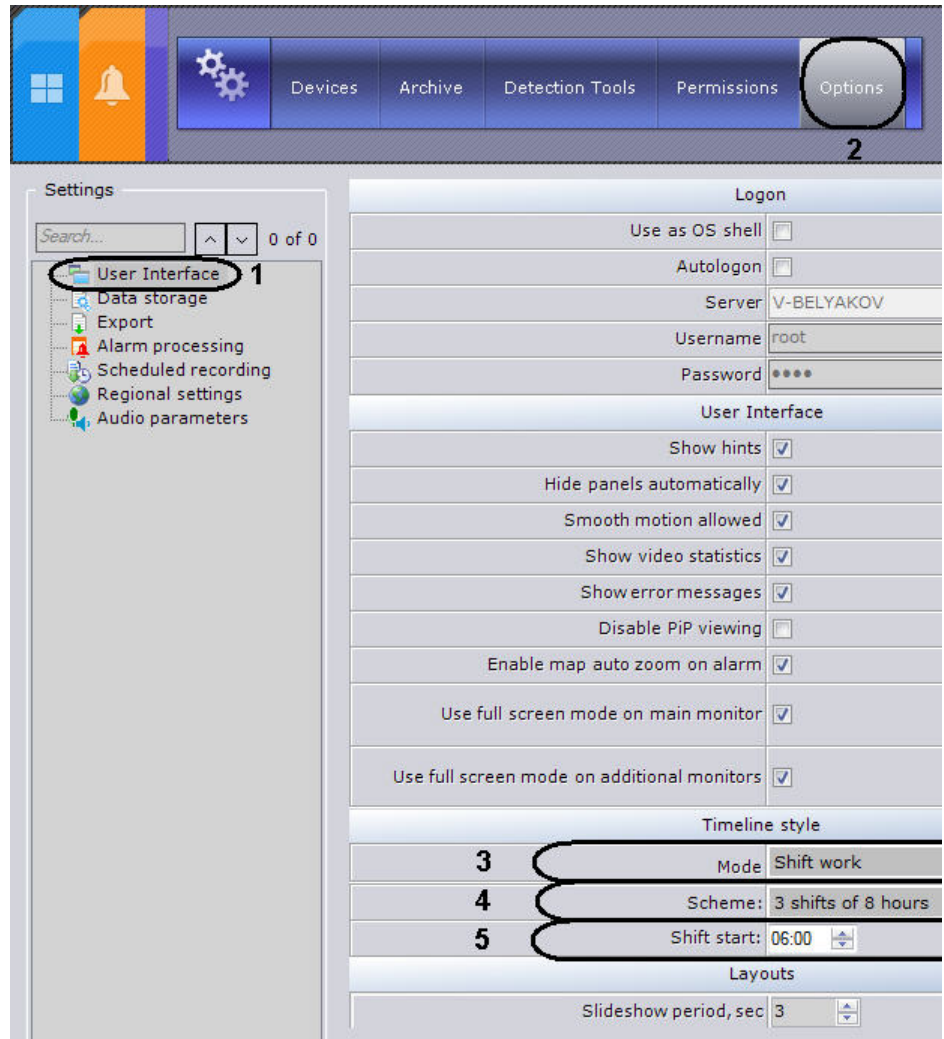 Devices Archive Detection Tools Permissions Options
2
Settings
Search... 0 of 0
User Interface 1
Data storage
Export
Alarm processing
Scheduled recording
Regional settings
Audio parameters
Logon
Use as OS shell
Autologon
Server V-BELYAKOV
Username root
Password ••••
User Interface
Show hints
Hide panels automatically
Smooth motion allowed
Show video statistics
Show error messages
Disable PiP viewing
Enable map auto zoom on alarm
Use full screen mode on main monitor
Use full screen mode on additional monitors
Timeline style
3 Mode Shift work
4 Scheme: 3 shifts of 8 hours
5 Shift start: 06:00
Layouts
Slideshow period, sec 3